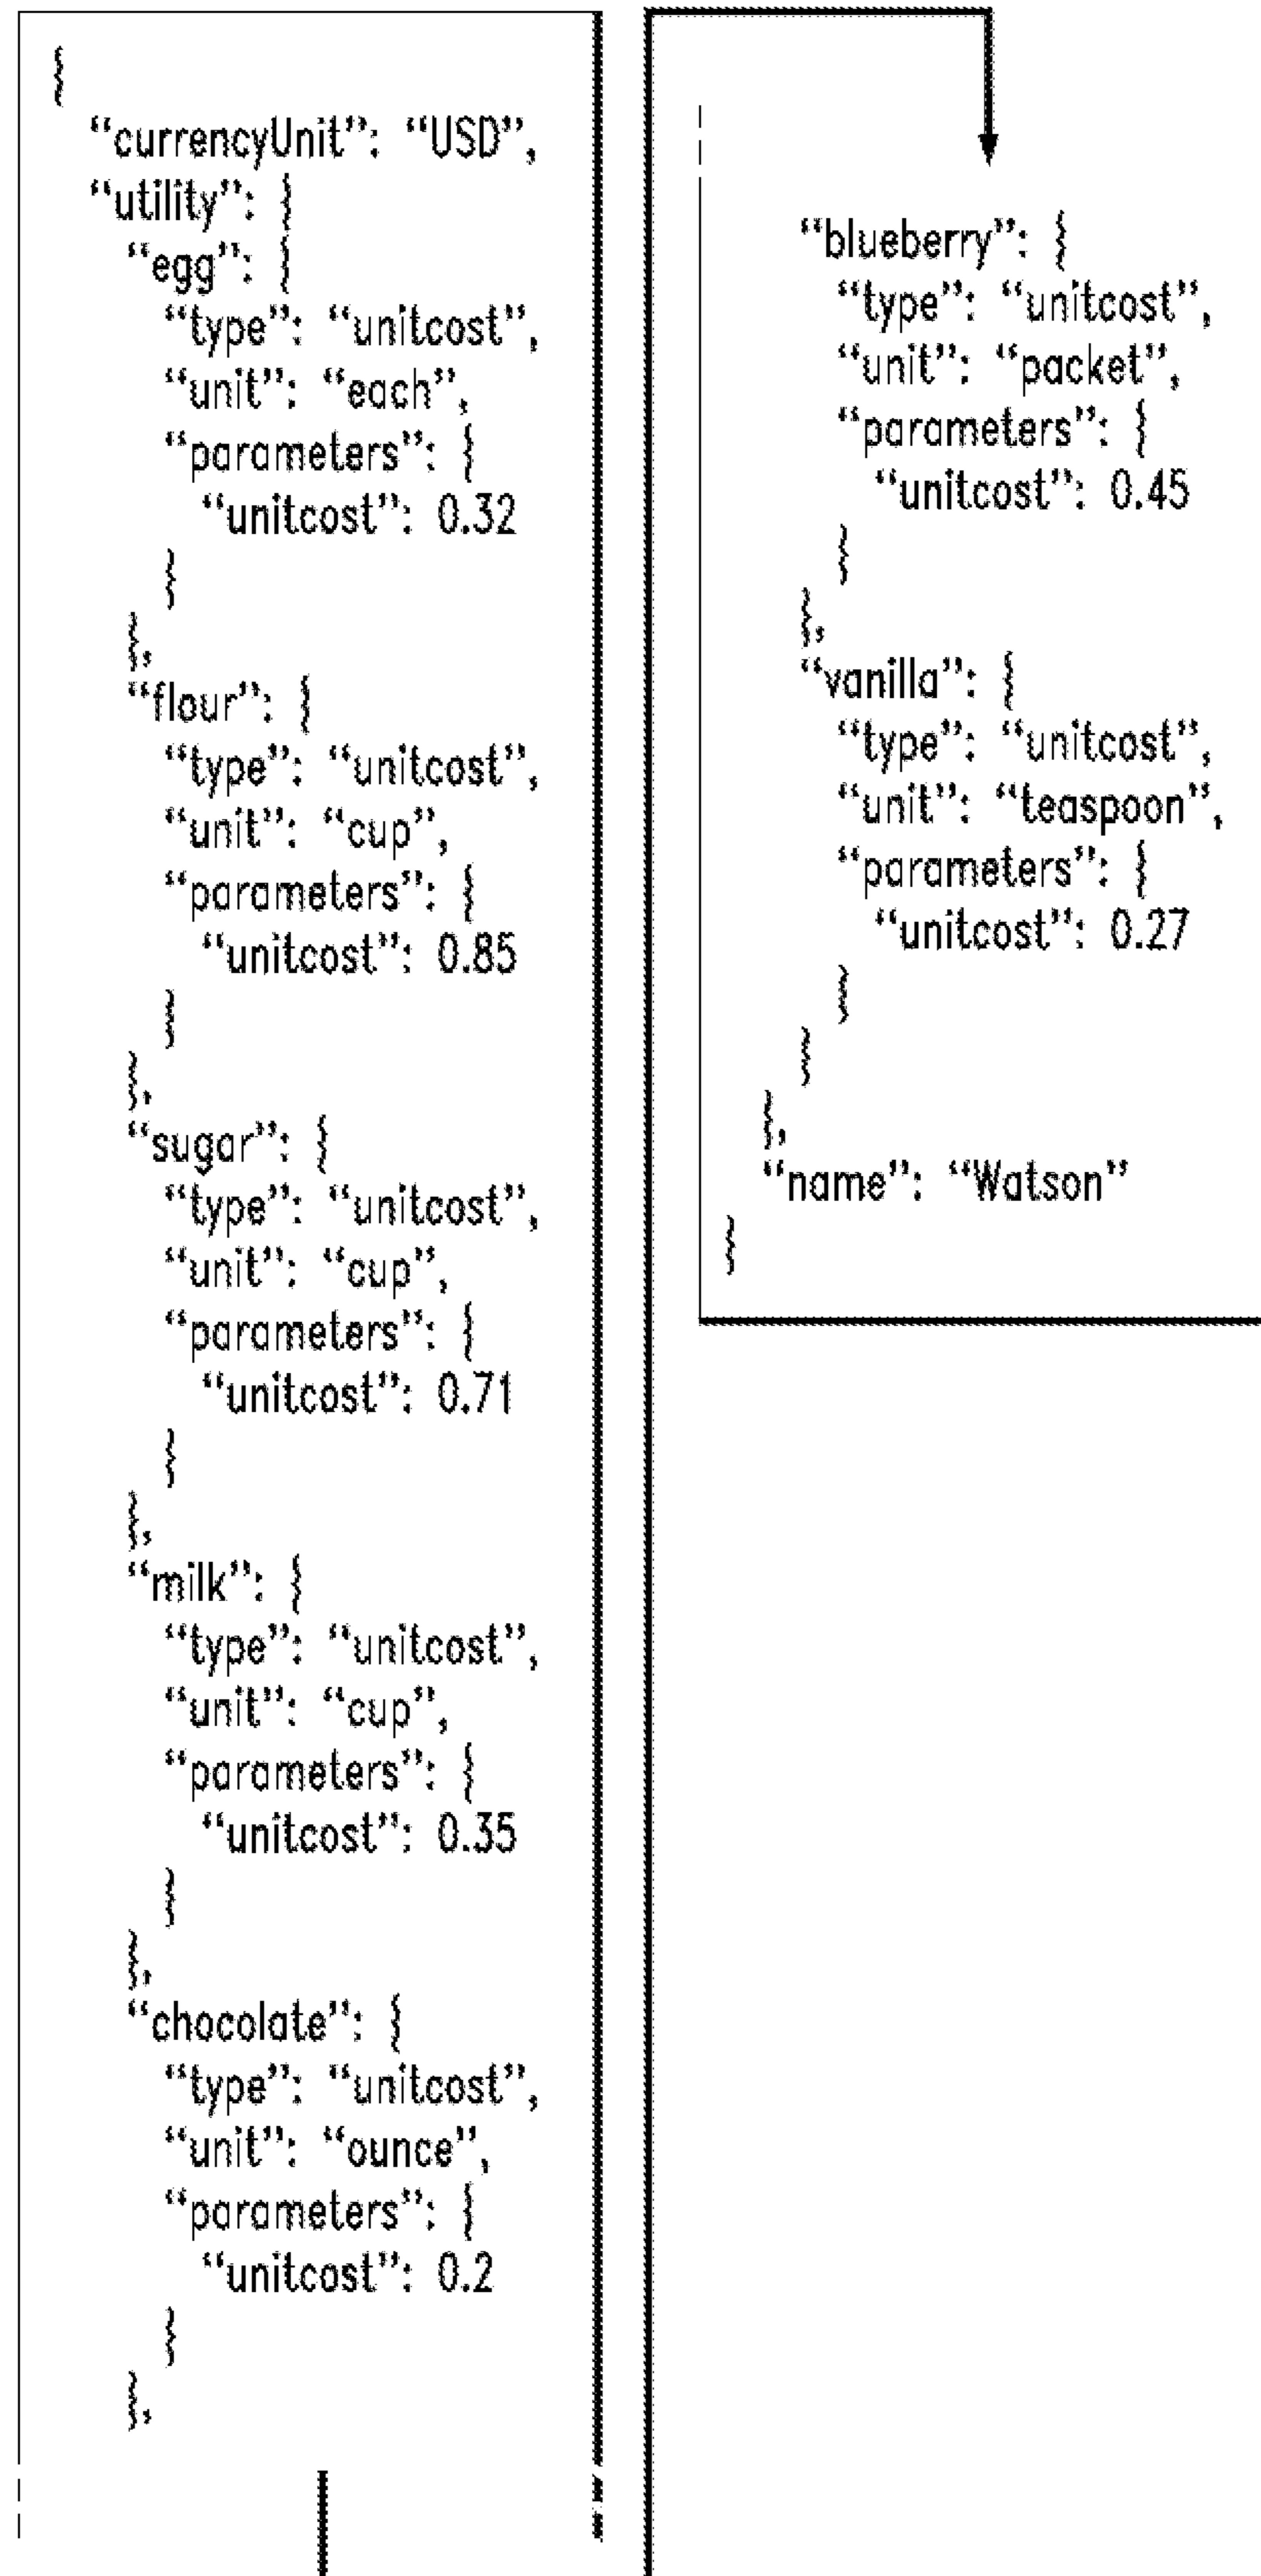 {
“currencyUnit”: “USD”,
“utility”: {
“egg”: {
“type”: “unitcost”,
“unit”: “each”,
“parameters”: {
“unitcost”: 0.32
}
},
“flour”: {
“type”: “unitcost”,
“unit”: “cup”,
“parameters”: {
“unitcost”: 0.85
}
},
“sugar”: {
“type”: “unitcost”,
“unit”: “cup”,
“parameters”: {
“unitcost”: 0.71
}
},
“milk”: {
“type”: “unitcost”,
“unit”: “cup”,
“parameters”: {
“unitcost”: 0.35
}
},
“chocolate”: {
“type”: “unitcost”,
“unit”: “ounce”,
“parameters”: {
“unitcost”: 0.2
}
},
“blueberry”: {
“type”: “unitcost”,
“unit”: “packet”,
“parameters”: {
“unitcost”: 0.45
}
},
“vanilla”: {
“type”: “unitcost”,
“unit”: “teaspoon”,
“parameters”: {
“unitcost”: 0.27
}
}
},
“name”: “Watson”
}